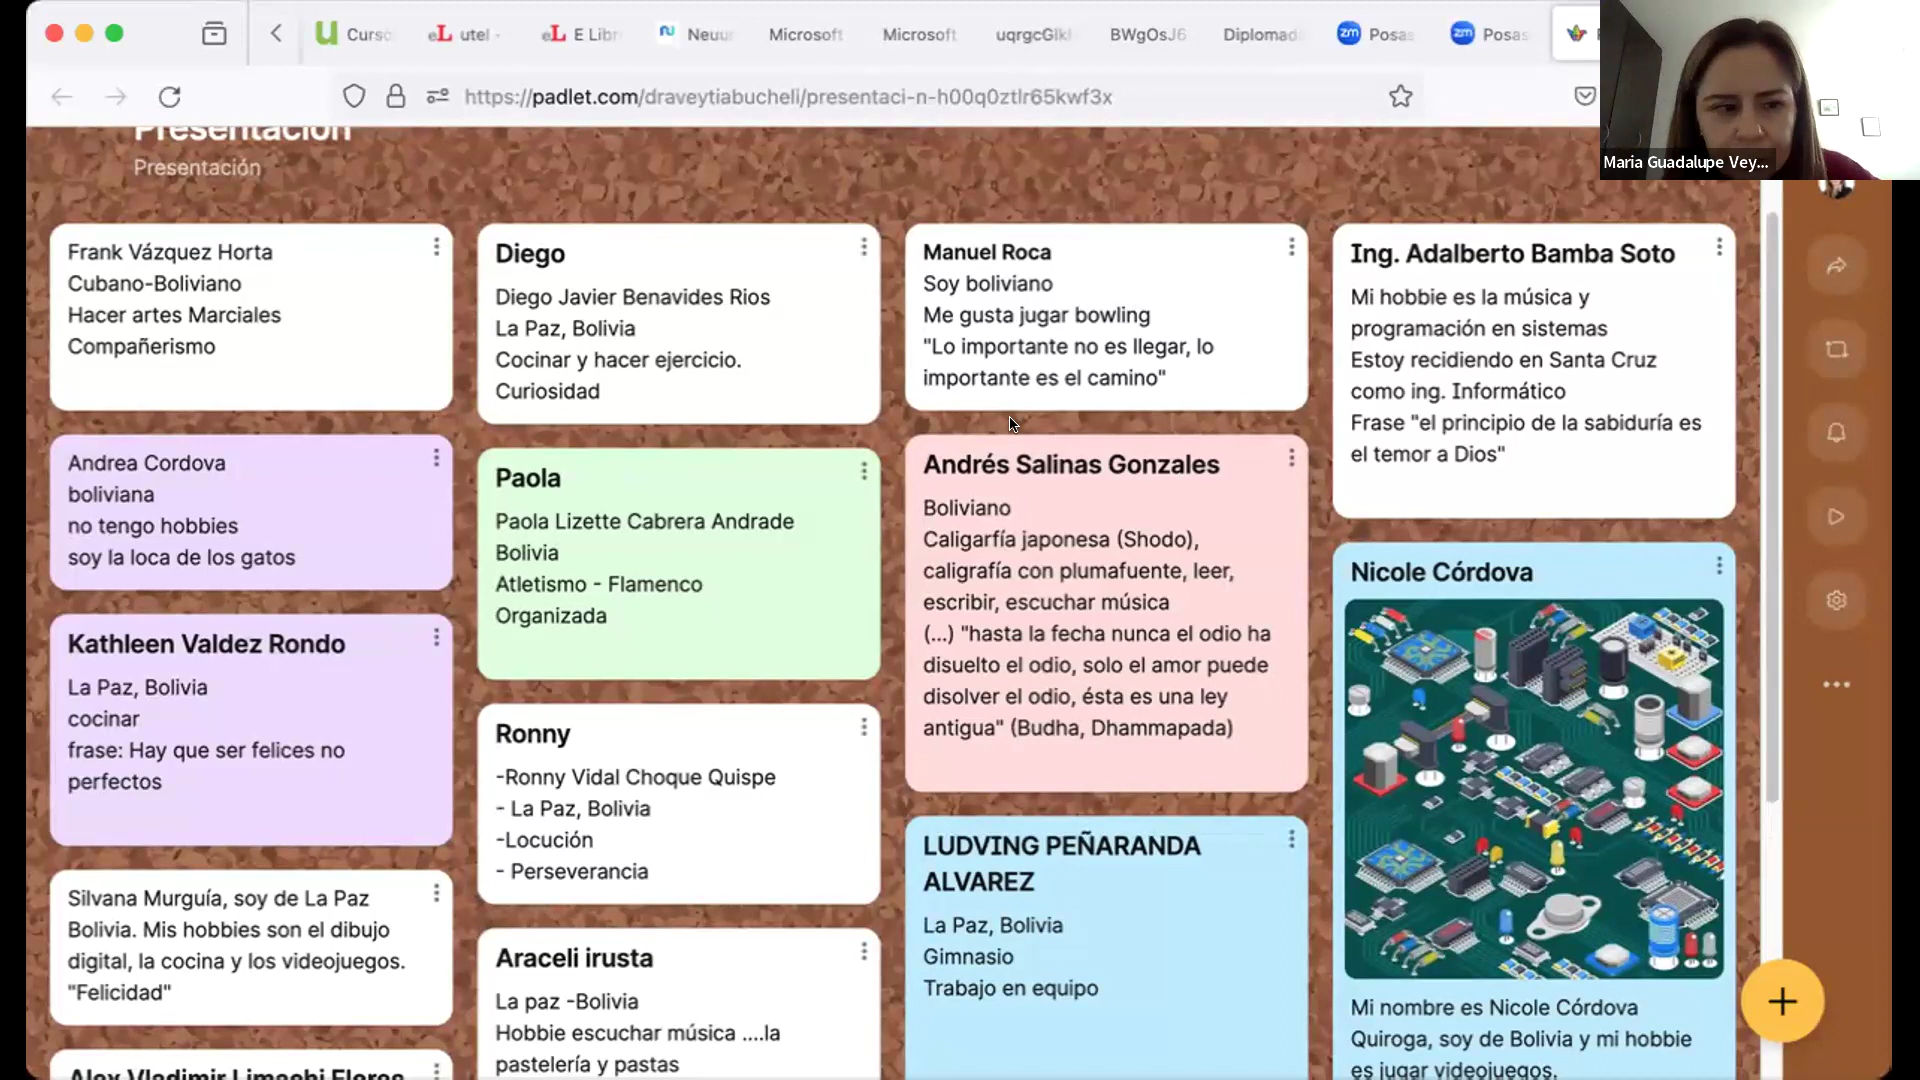 Curso
utel -
E Libr
Neuu
Microsoft
Microsoft
BWgOsJ6
Diplomad
Posas
Posas
https://padlet.com/draveytiabucheli/presentaci-n-h00q0ztlr65kwf3x
Maria Guadalupe Vey...
Presentación
Presentación
Frank Vázquez Horta
Cubano-Boliviano
Hacer artes Marciales
Compañerismo
Andrea Cordova
boliviana
no tengo hobbies
soy la loca de los gatos
Kathleen Valdez Rondo
La Paz, Bolivia
cocinar
frase: Hay que ser felices no
perfectos
Silvana Murguía, soy de La Paz
Bolivia. Mis hobbies son el dibujo
digital, la cocina y los videojuegos.
"Felicidad"
Alex Vladimir Limachi Flores
Diego
Diego Javier Benavides Rios
La Paz, Bolivia
Cocinar y hacer ejercicio.
Curiosidad
Paola
Paola Lizette Cabrera Andrade
Bolivia
Atletismo - Flamenco
Organizada
Ronny
-Ronny Vidal Choque Quispe
- La Paz, Bolivia
-Locución
- Perseverancia
Araceli irusta
La paz -Bolivia
Hobbie escuchar música ....la
pastelería y pastas
Manuel Roca
Soy boliviano
Me gusta jugar bowling
"Lo importante no es llegar, lo
importante es el camino"
Andrés Salinas Gonzales
Boliviano
Caligarfía japonesa (Shodo),
caligrafía con plumafuente, leer,
escribir, escuchar música
(...) "hasta la fecha nunca el odio ha
disuelto el odio, solo el amor puede
disolver el odio, ésta es una ley
antigua" (Budha, Dhammapada)
LUDVING PEÑARANDA
ALVAREZ
La Paz, Bolivia
Gimnasio
Trabajo en equipo
Ing. Adalberto Bamba Soto
Mi hobbie es la música y
programación en sistemas
Estoy recidiendo en Santa Cruz
como ing. Informático
Frase "el principio de la sabiduría es
el temor a Dios"
Nicole Córdova
Mi nombre es Nicole Córdova
Quiroga, soy de Bolivia y mi hobbie
es jugar videojuegos.